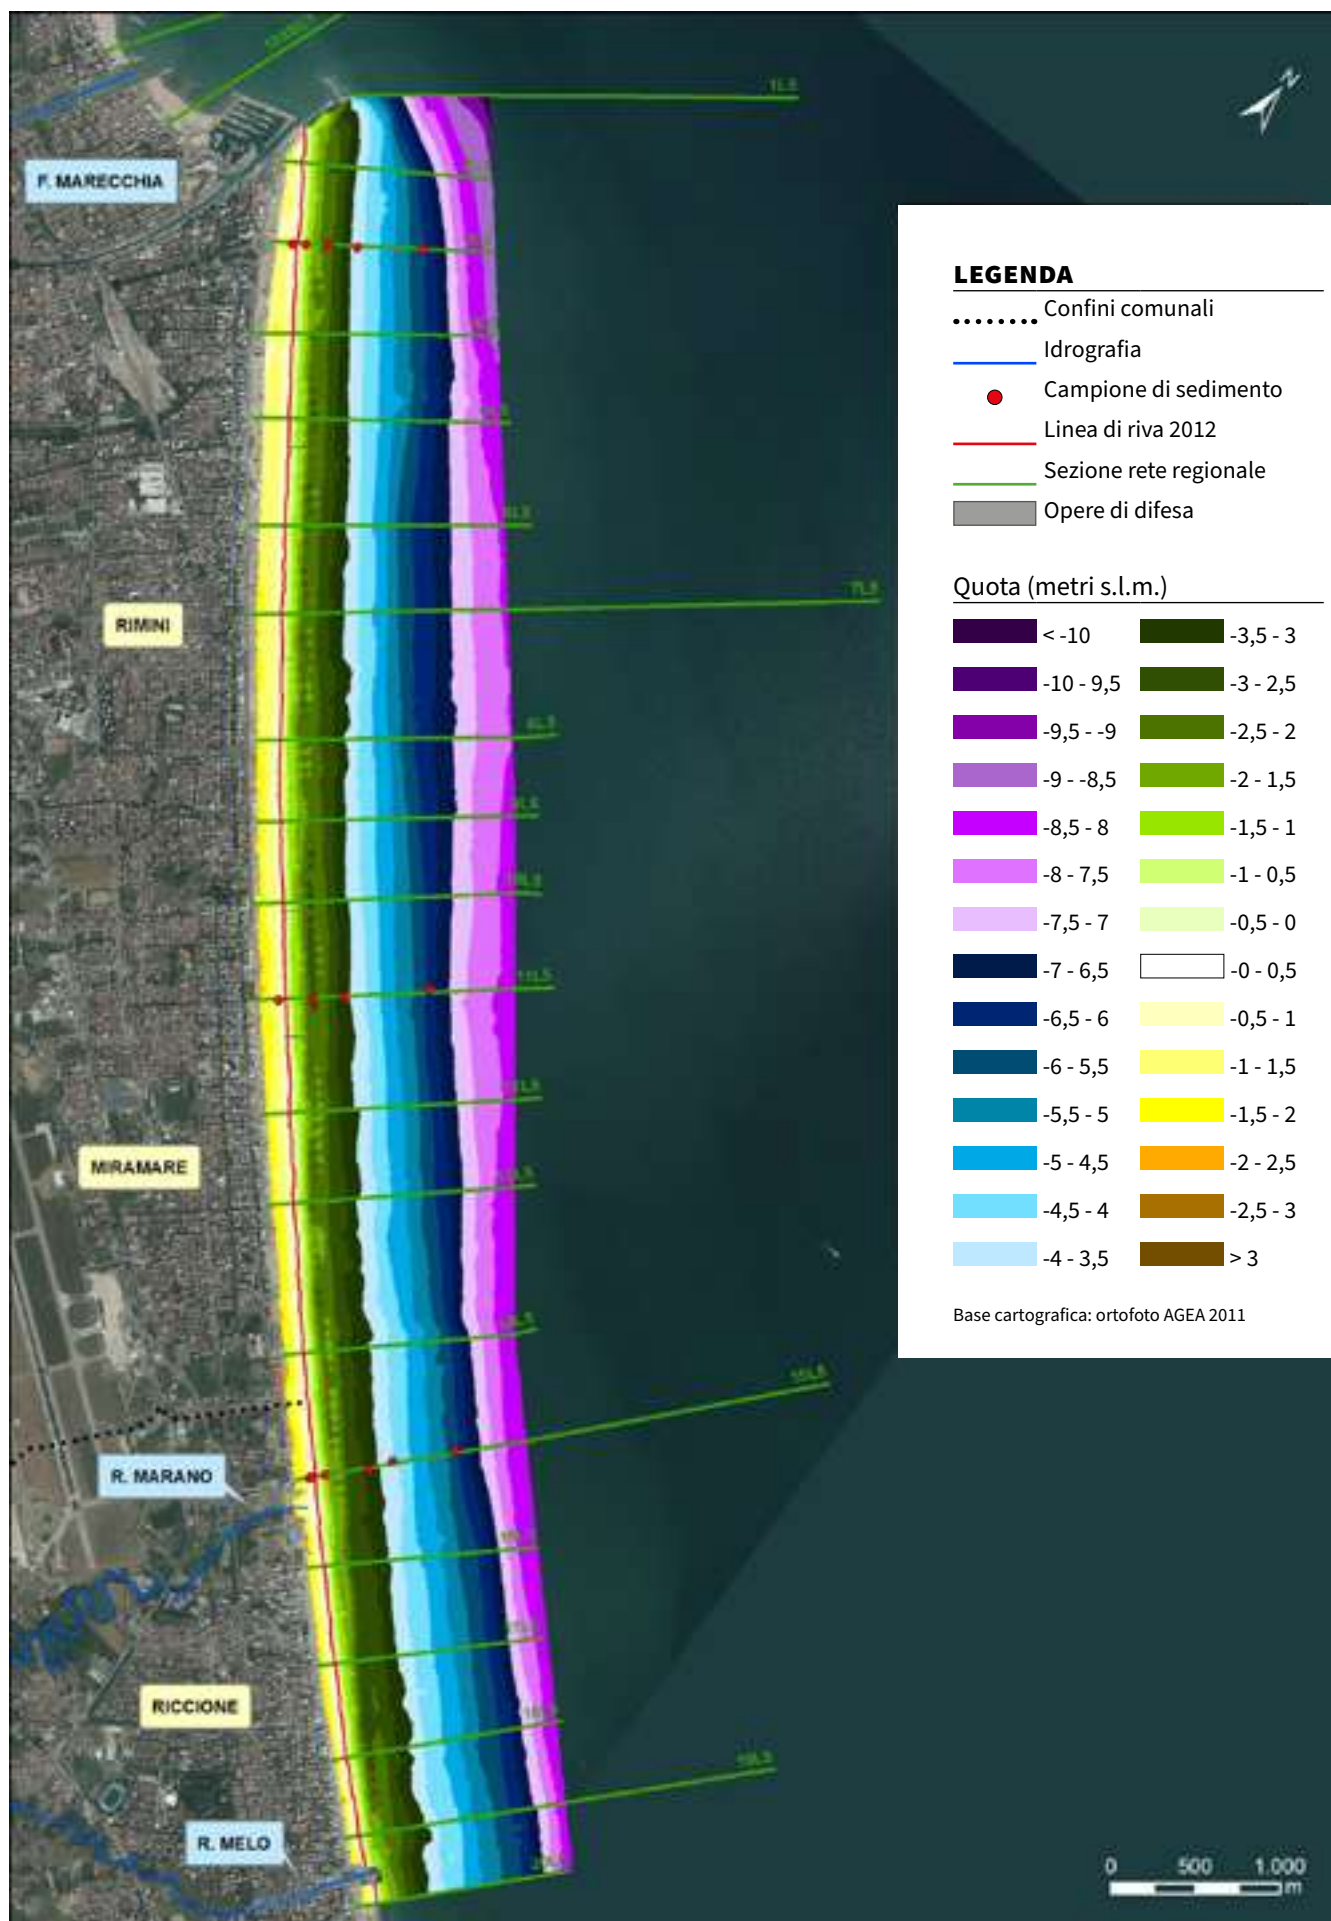 1L5
F. MARECCHIA
LEGENDA
Confini comunali
Idrografia
Campione di sedimento
Linea di riva 2012
Sezione rete regionale
Opere di difesa
Quota (metri s.l.m.)
< -10
-10 - 9,5
-9,5 - -9
-9 - -8,5
-8,5 - 8
-8 - 7,5
-7,5 - 7
-7 - 6,5
-6,5 - 6
-6 - 5,5
-5,5 - 5
-5 - 4,5
-4,5 - 4
-4 - 3,5
-3,5 - 3
-3 - 2,5
-2,5 - 2
-2 - 1,5
-1,5 - 1
-1 - 0,5
-0,5 - 0
-0 - 0,5
-0,5 - 1
-1 - 1,5
-1,5 - 2
-2 - 2,5
-2,5 - 3
> 3
Base cartografica: ortofoto AGEA 2011
7L5
RIMINI
11L5
MIRAMARE
15L5
R. MARANO
RICCIONE
19L5
R. MELO
0 500 1.000
m